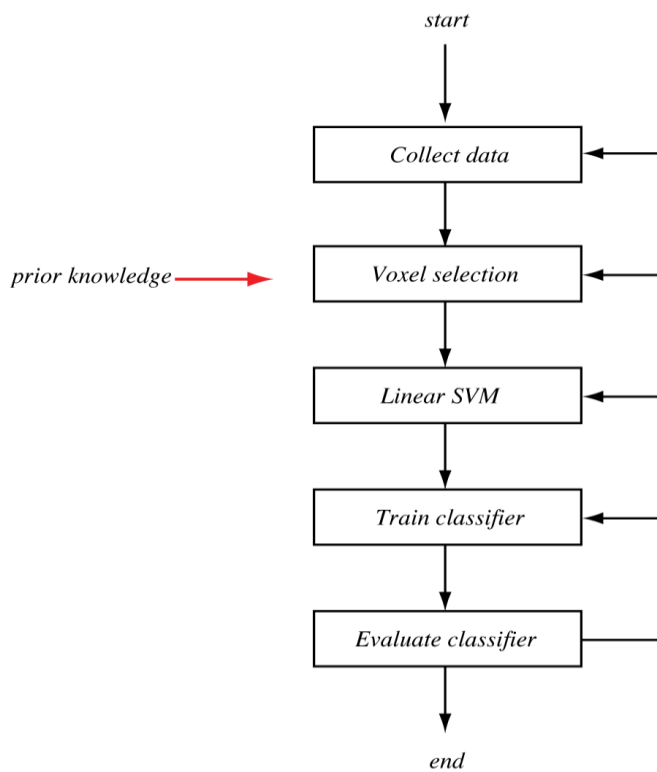 start
Collect data
prior knowledge
Voxel selection
Linear SVM
Train classifier
Evaluate classifier
end